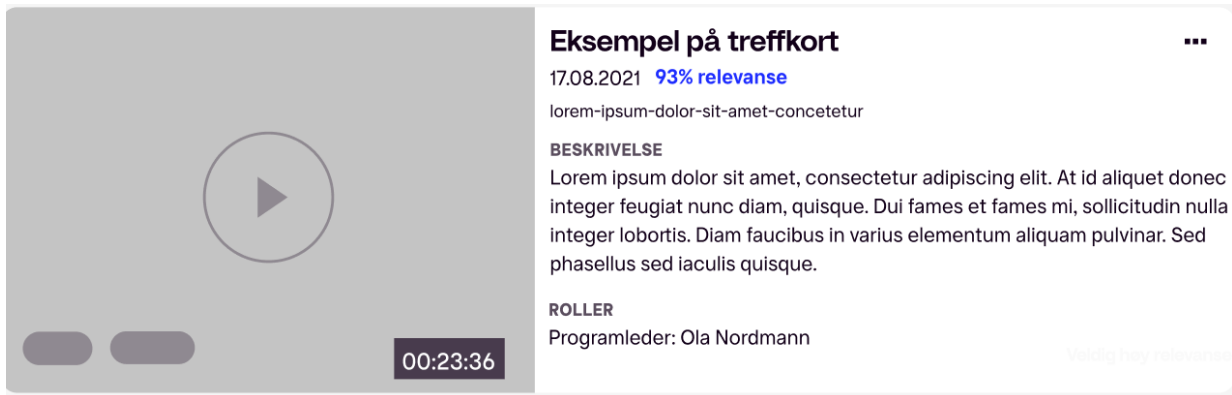 Eksempel på treffkort
17.08.2021 93% relevanse
lorem-ipsum-dolor-sit-amet-concetetur
BESKRIVELSE
Lorem ipsum dolor sit amet, consectetur adipiscing elit. At id aliquet donec
integer feugiat nunc diam, quisque. Dui fames et fames mi, sollicitudin nulla
integer lobortis. Diam faucibus in varius elementum aliquam pulvinar. Sed
phasellus sed iaculis quisque.
ROLLER
Programleder: Ola Nordmann
00:23:36